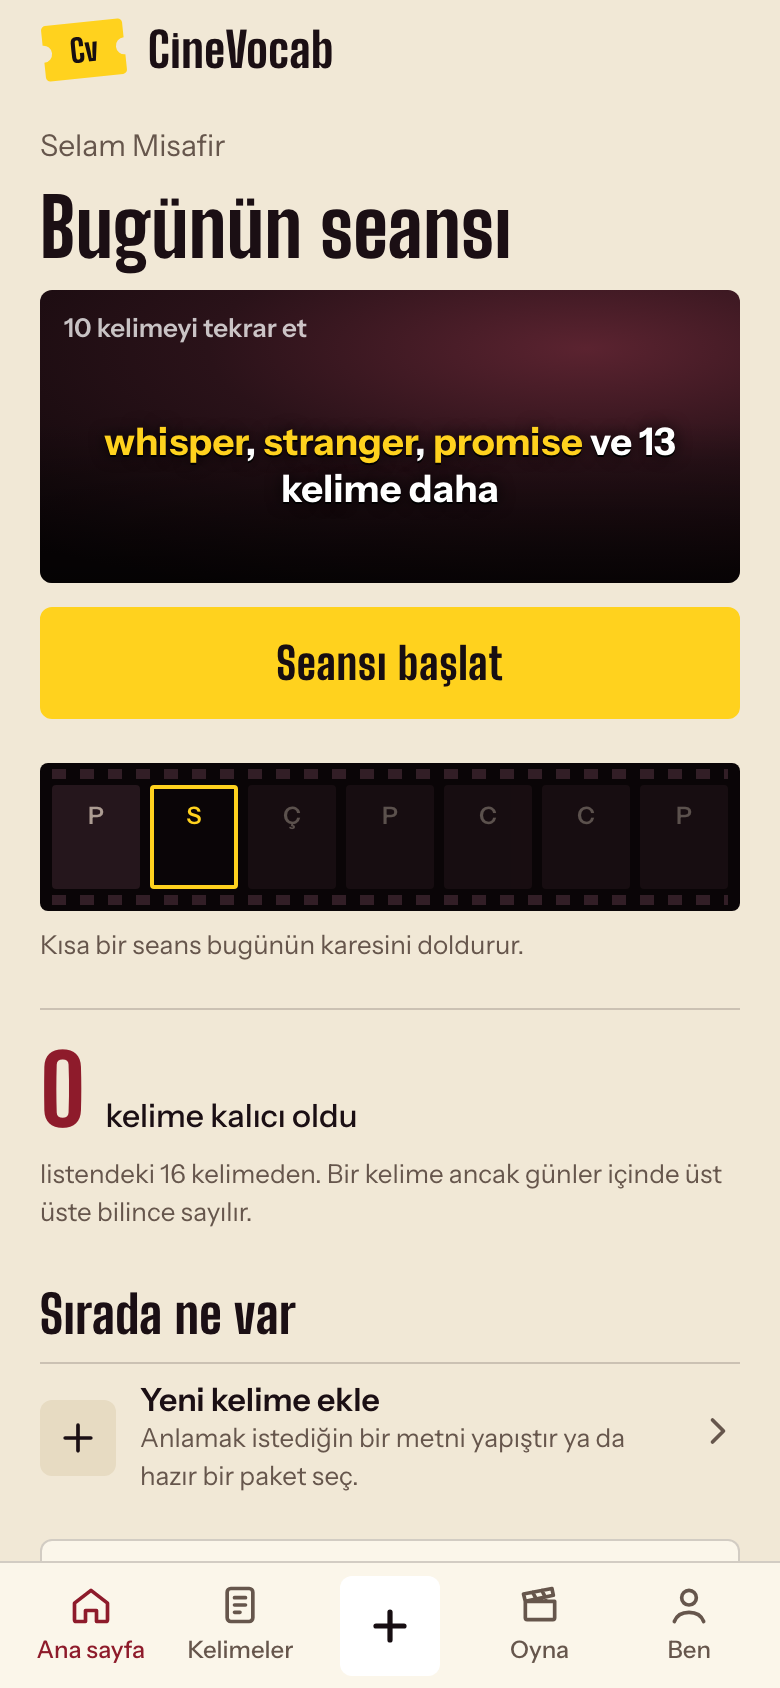 Cv CineVocab
Selam Misafir
Bugünün seansı
10 kelimeyi tekrar et
whisper, stranger, promise ve 13
kelime daha
Seansı başlat
P S Ç P C C P
Kısa bir seans bugünün karesini doldurur.
0 kelime kalıcı oldu
listendeki 16 kelimeden. Bir kelime ancak günler içinde üst
üste bilince sayılır.
Sırada ne var
Yeni kelime ekle
Anlamak istediğin bir metni yapıştır ya da
hazır bir paket seç.
Ana sayfa Kelimeler Oyna Ben